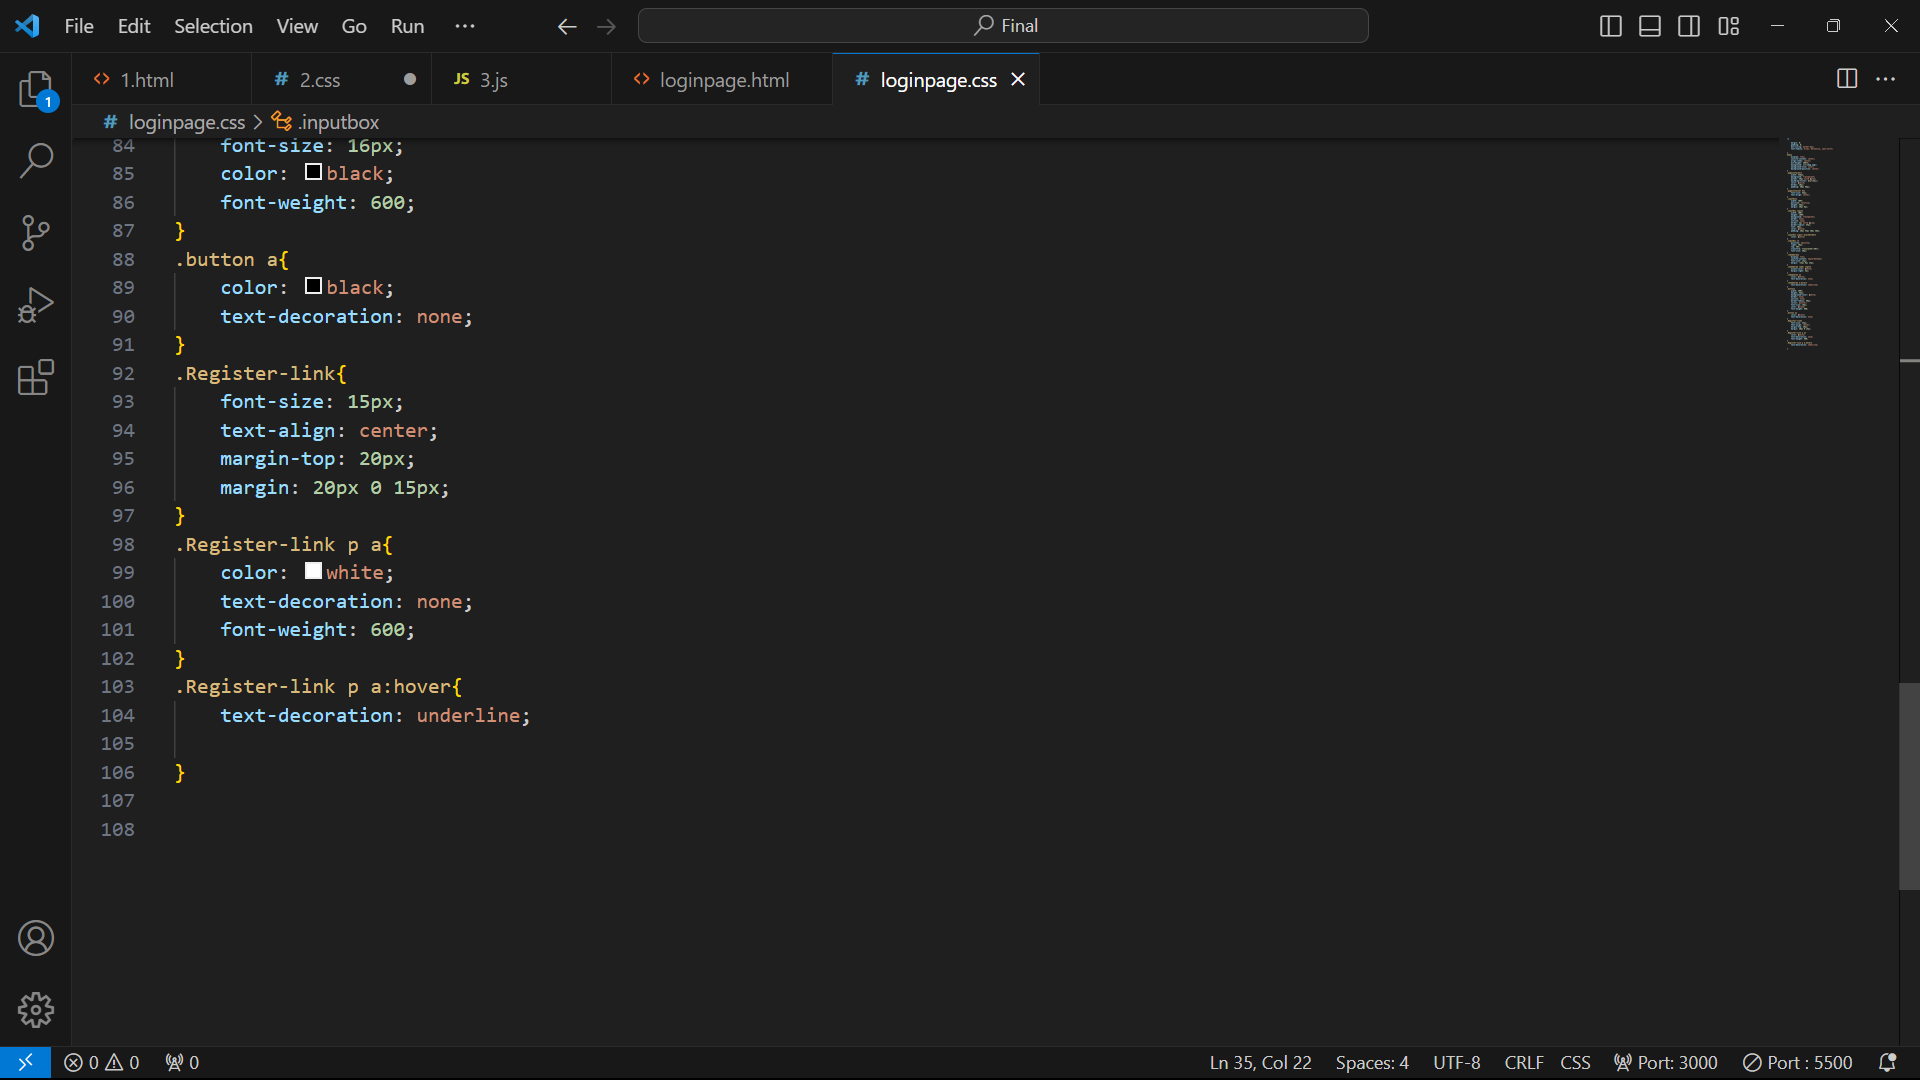 File Edit Selection View Go Run ··· Final
1.html 2.css JS 3.js loginpage.html # loginpage.css
# loginpage.css > .inputbox
84 font-size: 16px;
85 color: black;
86 font-weight: 600;
87 }
88 .button a{
89 color: black;
90 text-decoration: none;
91 }
92 .Register-link{
93 font-size: 15px;
94 text-align: center;
95 margin-top: 20px;
96 margin: 20px 0 15px;
97 }
98 .Register-link p a{
99 color: white;
100 text-decoration: none;
101 font-weight: 600;
102 }
103 .Register-link p a:hover{
104 text-decoration: underline;
105
106 }
107
108
1
0 0 0 Ln 35, Col 22 Spaces: 4 UTF-8 CRLF CSS Port: 3000 Port : 5500